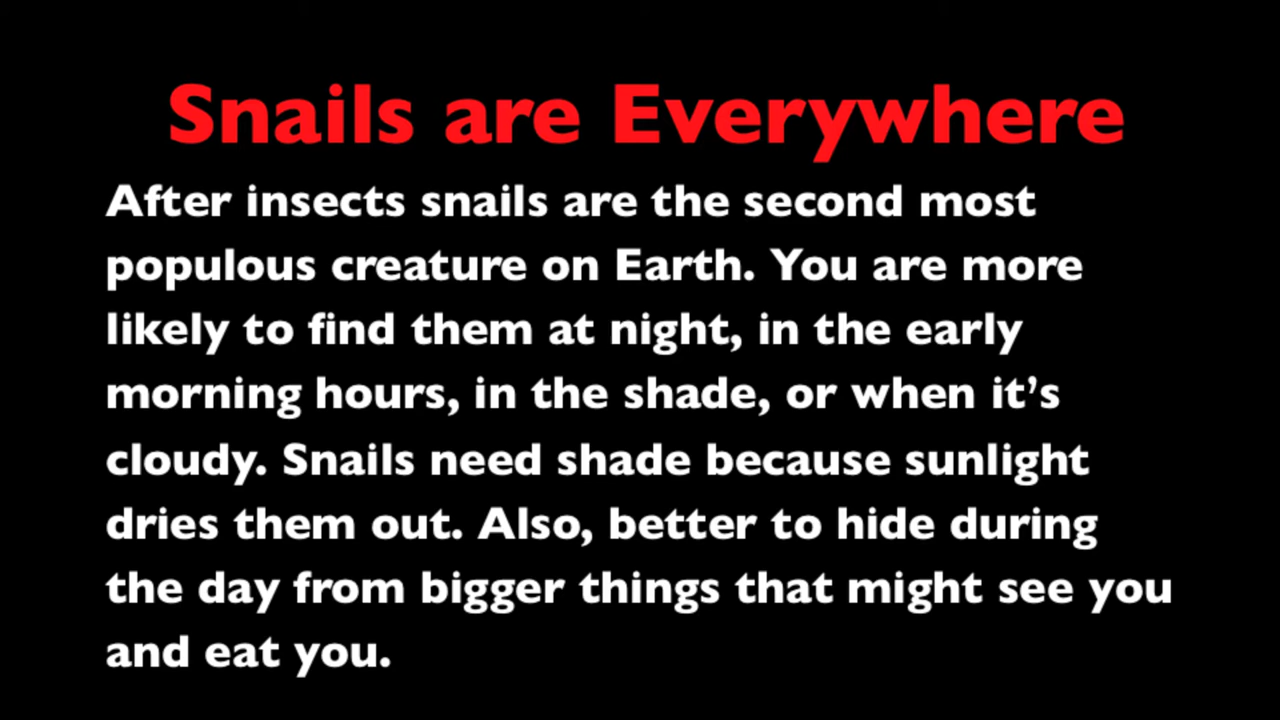 Snails are Everywhere
After insects snails are the second most
populous creature on Earth. You are more
likely to find them at night, in the early
morning hours, in the shade, or when it’s
cloudy. Snails need shade because sunlight
dries them out. Also, better to hide during
the day from bigger things that might see you
and eat you.